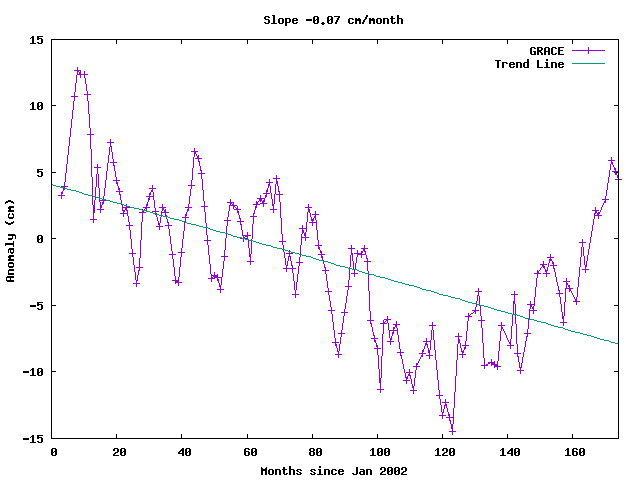 Slope -0.07 cm/month
15
GRACE
Trend Line
10
5
0
-5
-10
-15
Anomaly (cm)
0 20 40 60 80 100 120 140 160
Months since Jan 2002